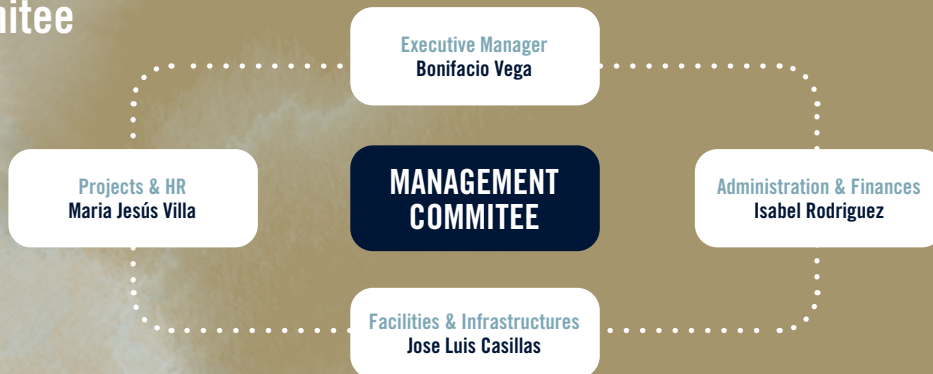 mitee
Executive Manager
Bonifacio Vega
Projects & HR
Maria Jesús Villa
MANAGEMENT
COMMITEE
Administration & Finances
Isabel Rodriguez
Facilities & Infrastructures
Jose Luis Casillas